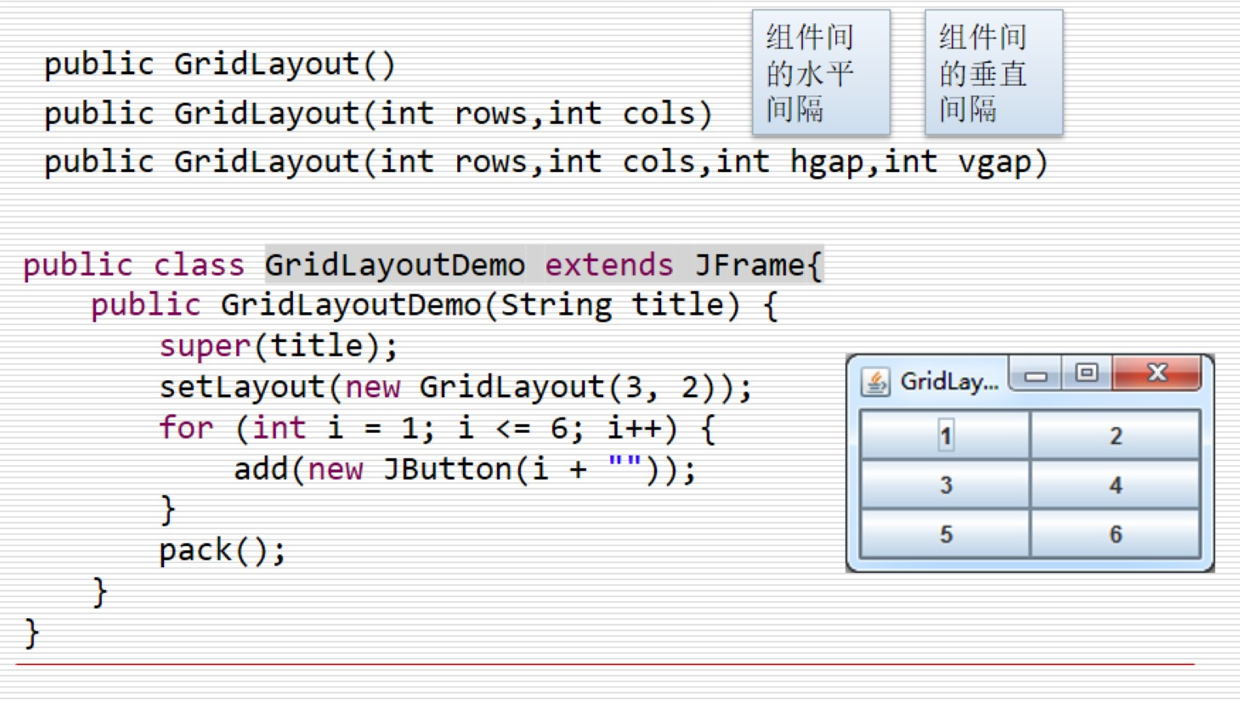 组件间
的水平
间隔
组件间
的垂直
间隔
public GridLayout()
public GridLayout(int rows,int cols)
public GridLayout(int rows,int cols,int hgap,int vgap)
public class GridLayoutDemo extends JFrame{
public GridLayoutDemo(String title) {
super(title);
setLayout(new GridLayout(3, 2));
for (int i = 1; i <= 6; i++) {
add(new JButton(i + ""));
}
pack();
}
}
GridLay...
1 2
3 4
5 6